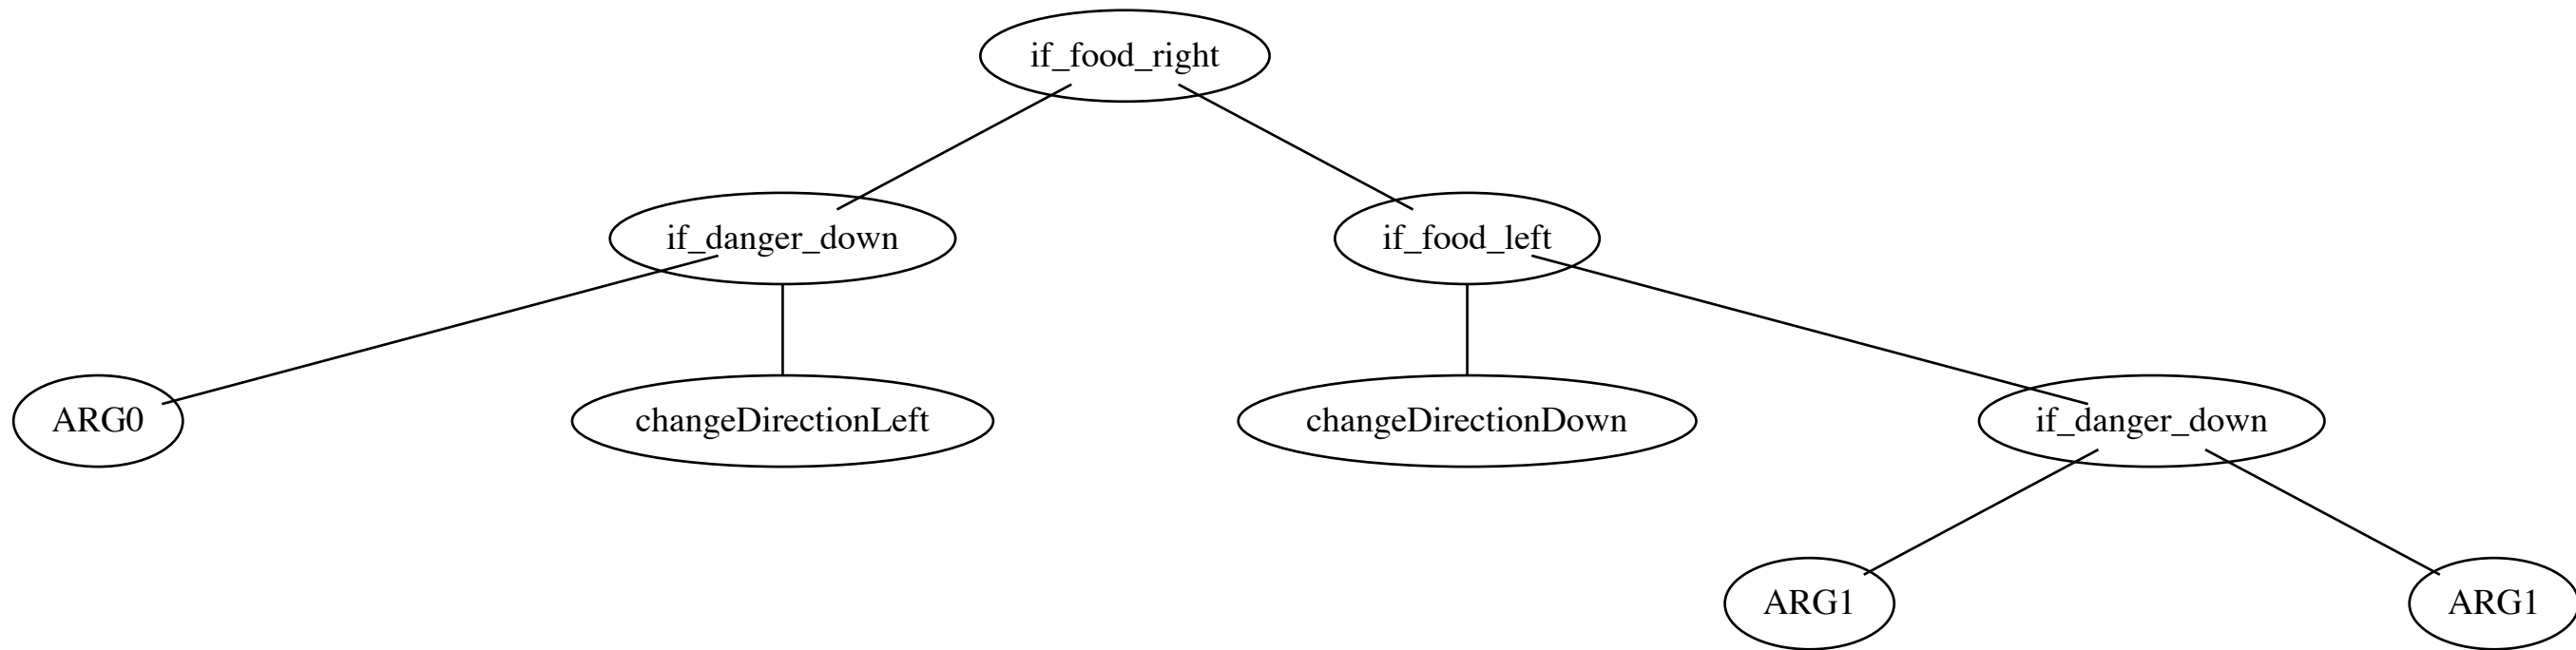 if_food_right
if_danger_down
if_food_left
ARG0
changeDirectionLeft
changeDirectionDown
if_danger_down
ARG1
ARG1